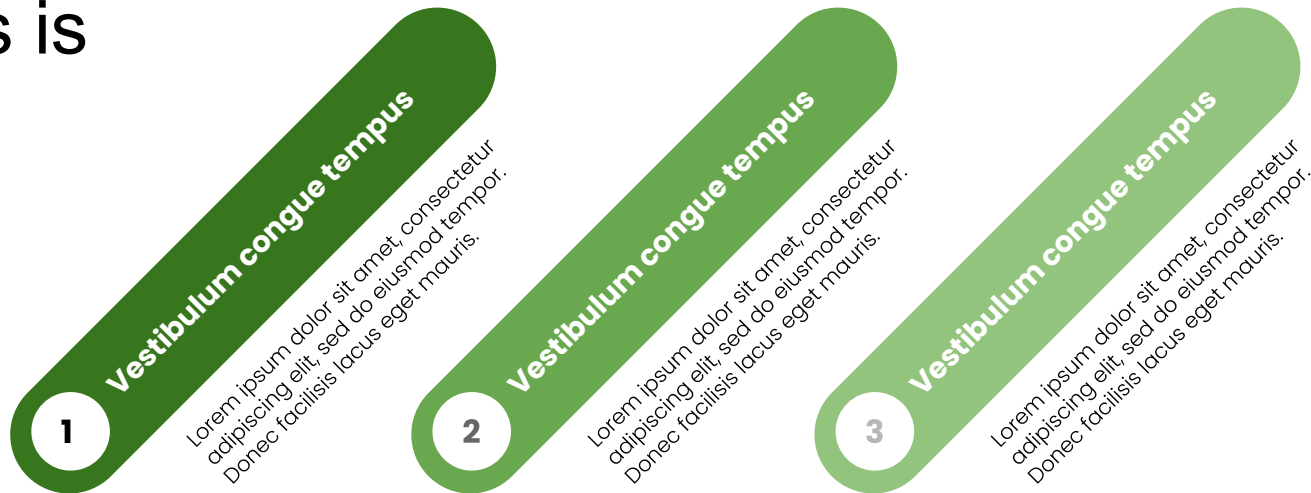 s is
Vestibulum congue tempus
1
Lorem ipsum dolor sit amet, consectetur
adipiscing elit, sed do eiusmod tempor.
Donec facilisis lacus eget mauris.
Vestibulum congue tempus
2
Lorem ipsum dolor sit amet, consectetur
adipiscing elit, sed do eiusmod tempor.
Donec facilisis lacus eget mauris.
Vestibulum congue tempus
3
Lorem ipsum dolor sit amet, consectetur
adipiscing elit, sed do eiusmod tempor.
Donec facilisis lacus eget mauris.